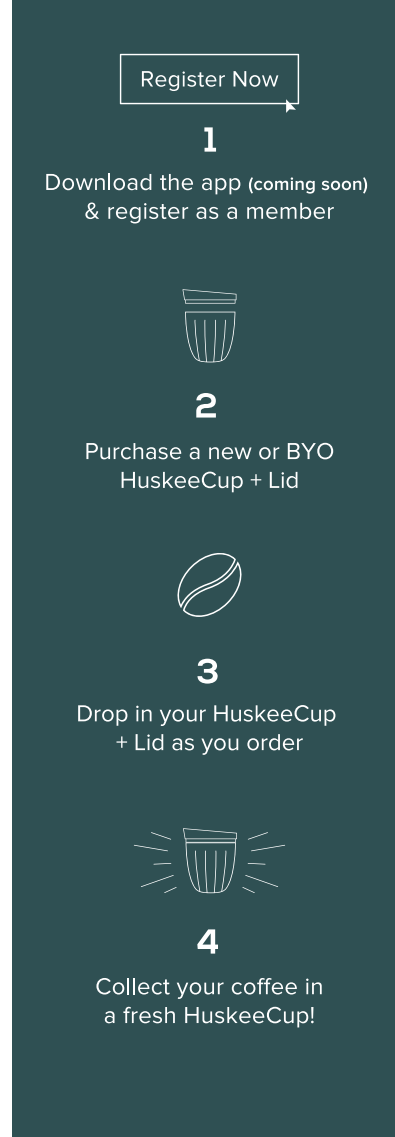 Register Now
1
Download the app (coming soon)
& register as a member
2
Purchase a new or BYO
HuskeeCup + Lid
3
Drop in your HuskeeCup
+ Lid as you order
4
Collect your coffee in
a fresh HuskeeCup!